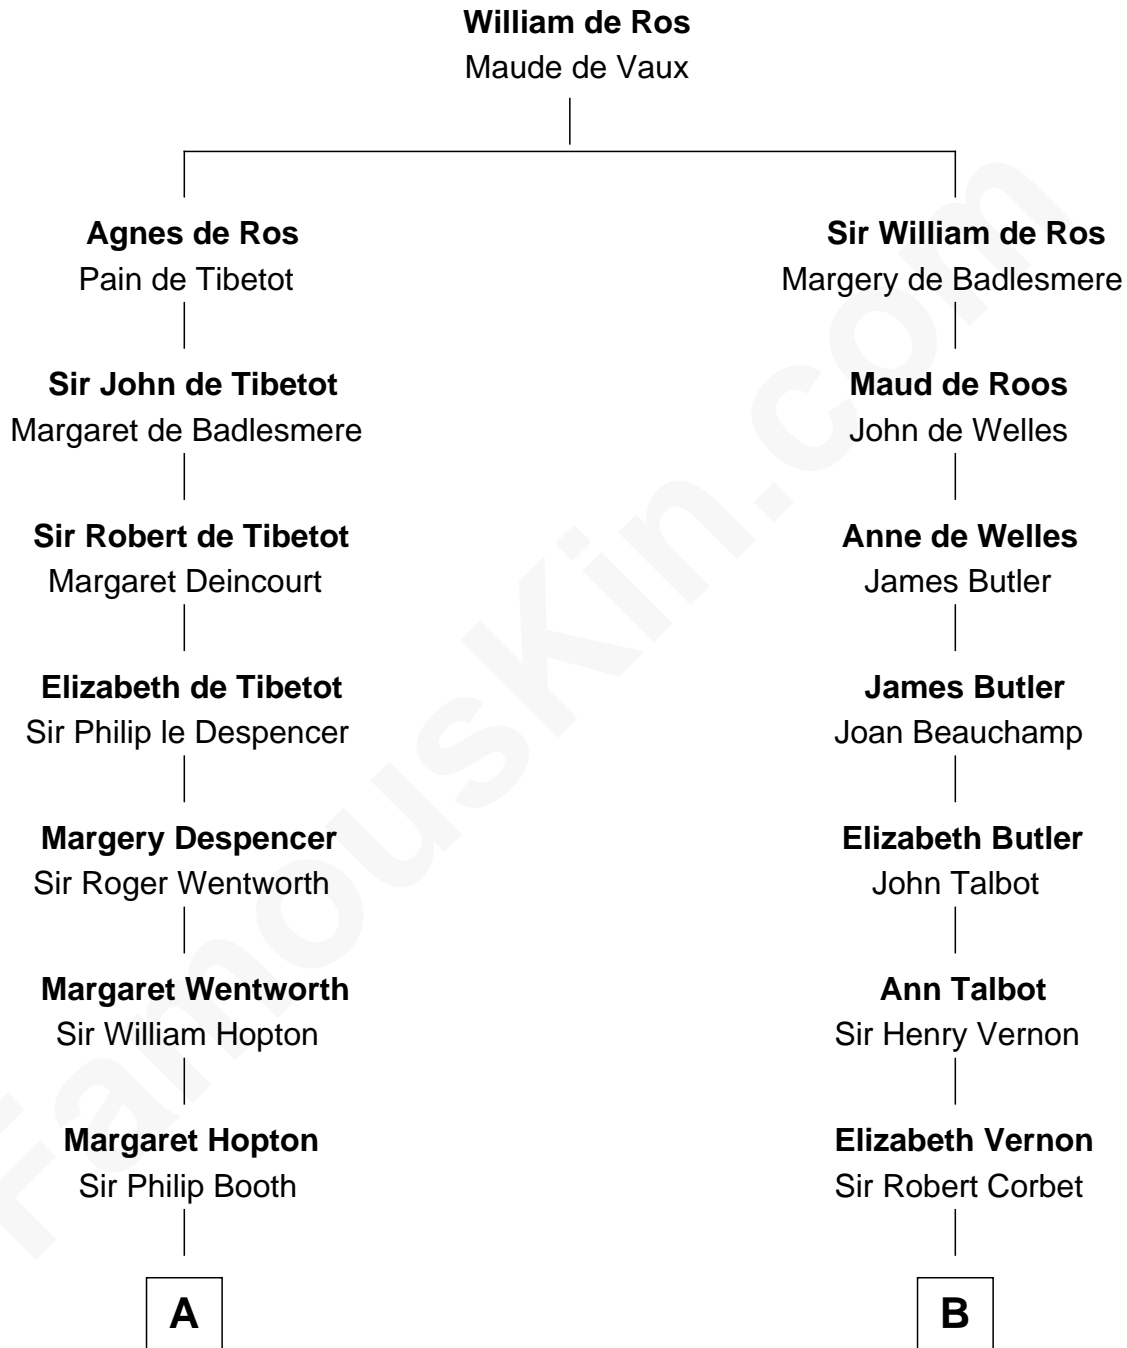 William de Ros
Maude de Vaux
Agnes de Ros
Pain de Tibetot
Sir William de Ros
Margery de Badlesmere
Sir John de Tibetot
Margaret de Badlesmere
Maud de Roos
John de Welles
Sir Robert de Tibetot
Margaret Deincourt
Anne de Welles
James Butler
Elizabeth de Tibetot
Sir Philip le Despencer
James Butler
Joan Beauchamp
Margery Despencer
Sir Roger Wentworth
Elizabeth Butler
John Talbot
Margaret Wentworth
Sir William Hopton
Ann Talbot
Sir Henry Vernon
Margaret Hopton
Sir Philip Booth
Elizabeth Vernon
Sir Robert Corbet
A
B
FamousKin.com